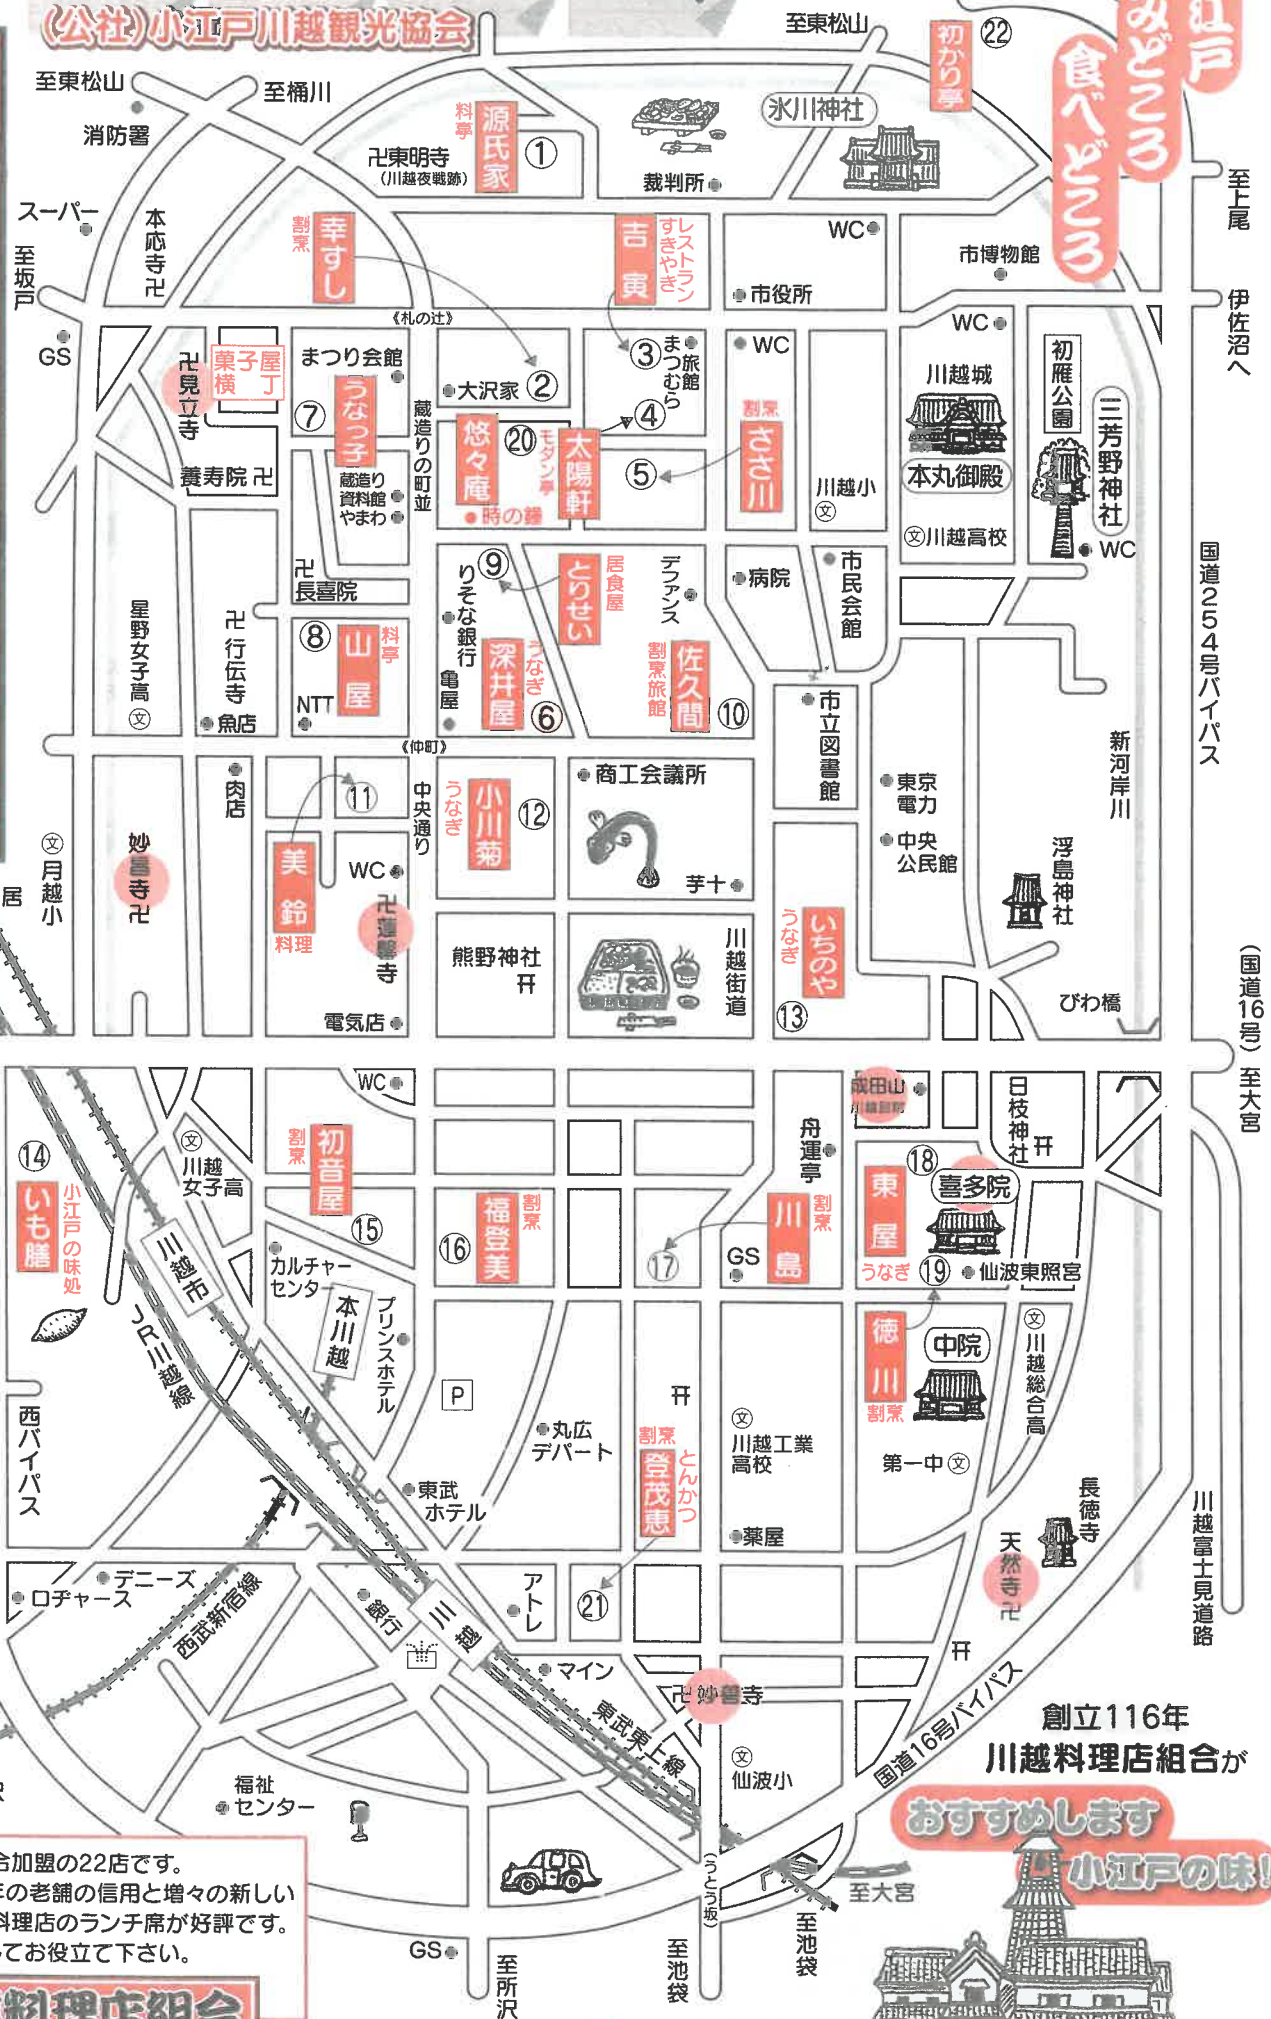 (公社)小江戸川越観光協会
江戸
みどころ
食べどころ
至東松山
初かり亭
㉒
至東松山
至桶川
消防署
料亭
源氏家
①
卍東明寺
(川越夜戦跡)
氷川神社
裁判所
至上尾
スーパー
本応寺卍
割烹
幸すし
吉寅
レストラン
すきやき
WC
市博物館
至坂戸
市役所
伊佐沼へ
《札の辻》
GS
卍見立寺
菓子屋
横丁
まつり会館
⑦
うなっ子
大沢家
②
③
まつむら
旅館
④
WC
WC
川越城
初雁公園
三芳野神社
蔵造りの町並
悠々庵
⑳
モダン亭
太陽軒
⑤
割烹
ささ川
川越小
文
本丸御殿
養寿院卍
蔵造り
資料館
やまわ
時の鐘
文川越高校
WC
卍
長喜院
⑨
りそな銀行
とりせい
居食屋
デファンス
病院
市民会館
国道254号バイパス
星野女子高
文
卍行伝寺
⑧
山屋
料亭
深井屋
うなぎ
⑥
亀屋
割烹旅館
佐久間
⑩
NTT
魚店
市立図書館
新河岸川
《仲町》
肉店
⑪
中央通り
うなぎ
小川菊
⑫
商工会議所
東京
電力
中央
公民館
文
月越小
居
妙善寺卍
美鈴
料理
WC
卍蓮馨寺
芋十
浮島神社
熊野神社
川越街道
うなぎ
いちのや
⑬
(国道16号)至大宮
びわ橋
電気店
WC
成田山
川越別院
日枝神社
⑭
いも膳
小江戸の味処
文
川越
女子高
割烹
初音屋
⑮
舟運亭
⑱
東屋
うなぎ
喜多院
川越市
カルチャー
センター
⑯
福登美
割烹
⑰
川島
割烹
GS
⑲
仙波東照宮
JR川越線
本川越
プリンスホテル
徳川
割烹
中院
文
川越総合高
P
西バイパス
丸広
デパート
割烹
登茂恵
とんかつ
文
川越工業
高校
第一中文
東武
ホテル
薬屋
長徳寺
川越富士見道路
天然寺卍
デニーズ
ロヂャース
西武新宿線
銀行
三越
アトレ
㉑
マイン
卍妙善寺
東武東上線
文
仙波小
国道16号バイパス
創立116年
川越料理店組合が
おすすめします
小江戸の味!
福祉
センター
合加盟の22店です。
年の老舗の信用と増々の新しい
料理店のランチ席が好評です。
てお役立て下さい。
料理店組合
(うとう坂)
至大宮
GS
至所沢
至池袋
至池袋